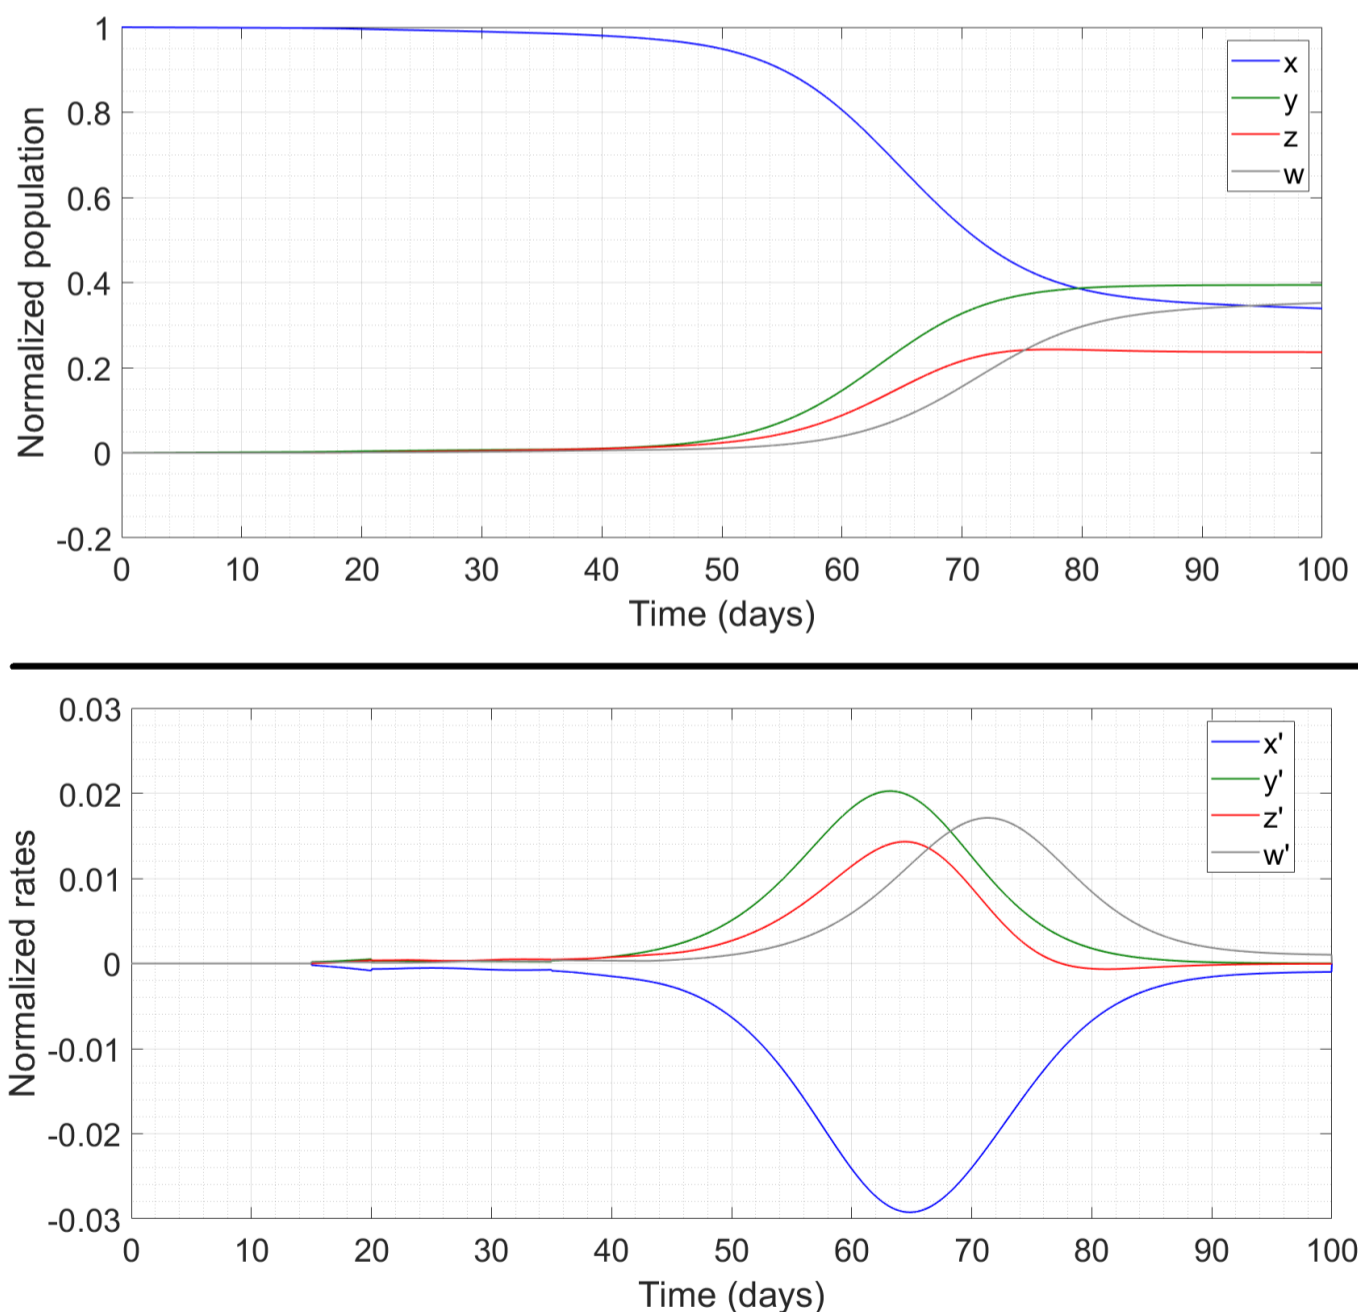 1
0.8
0.6
0.4
0.2
0
-0.2
Normalized population
0 10 20 30 40 50 60 70 80 90 100
Time (days)
x
y
z
w
0.03
0.02
0.01
0
-0.01
-0.02
-0.03
Normalized rates
0 10 20 30 40 50 60 70 80 90 100
Time (days)
x'
y'
z'
w'